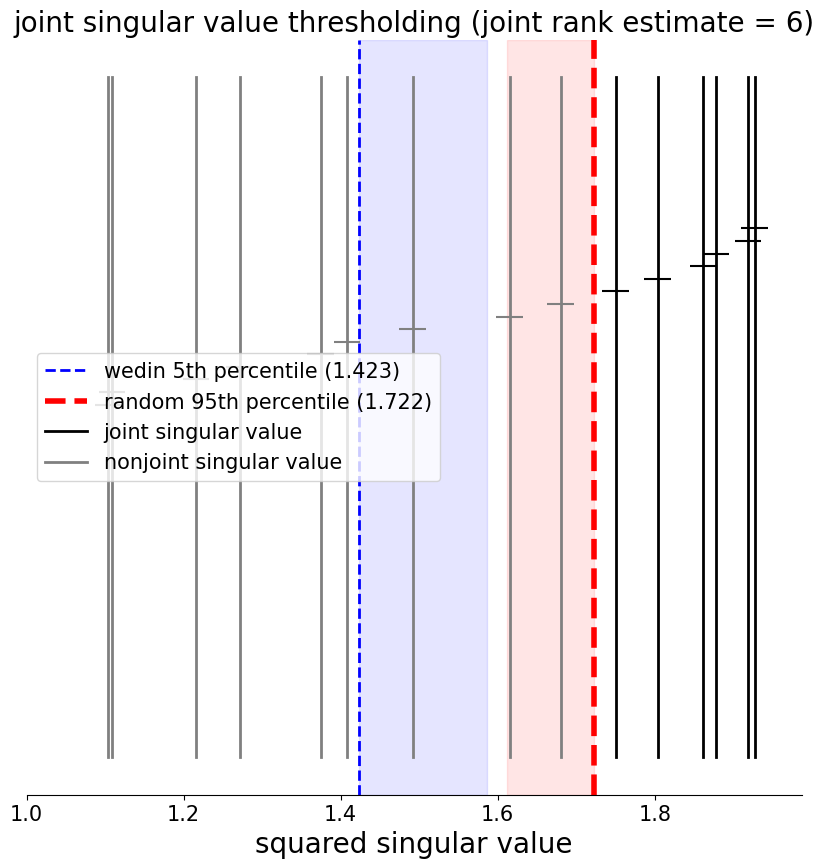 joint singular value thresholding (joint rank estimate = 6)
wedin 5th percentile (1.423)
random 95th percentile (1.722)
joint singular value
nonjoint singular value
1.0 1.2 1.4 1.6 1.8
squared singular value